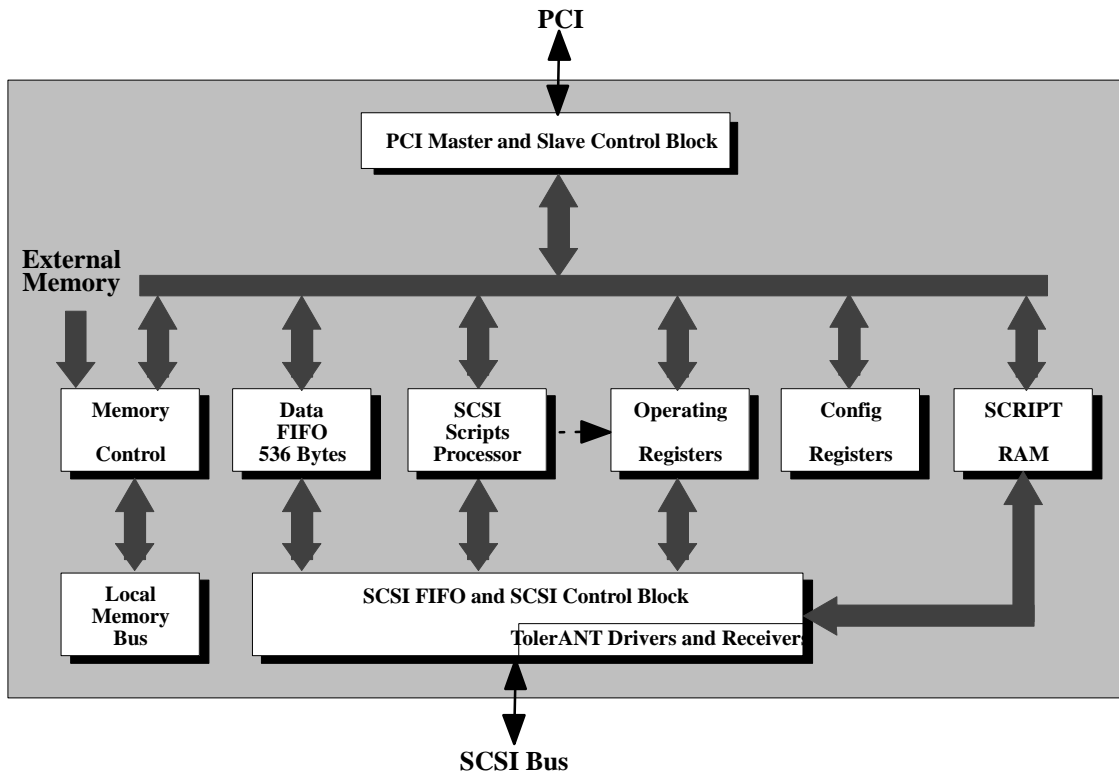 PCI
PCI Master and Slave Control Block
External
Memory
Memory
Control
Data
FIFO
536 Bytes
SCSI
Scripts
Processor
Operating
Registers
Config
Registers
SCRIPT
RAM
Local
Memory
Bus
SCSI FIFO and SCSI Control Block
TolerANT Drivers and Receivers
SCSI Bus